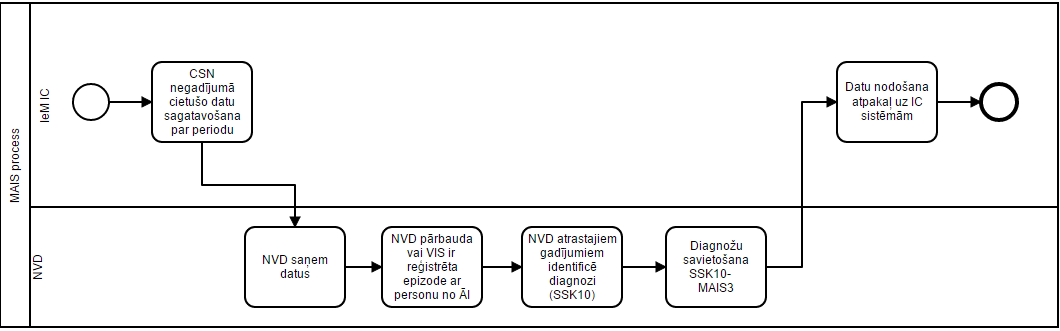 MAIS process
IeM IC
CSN
negadījumā
cietušo datu
sagatavošana
par periodu
Datu nodošana
atpakaļ uz IC
sistēmām
NVD
NVD saņem
datus
NVD pārbauda
vai VIS ir
reģistrēta
epizode ar
personu no ĀI
NVD atrastajiem
gadījumiem
identificē
diagnozi
(SSK10)
Diagnožu
savietošana
SSK10-
MAIS3